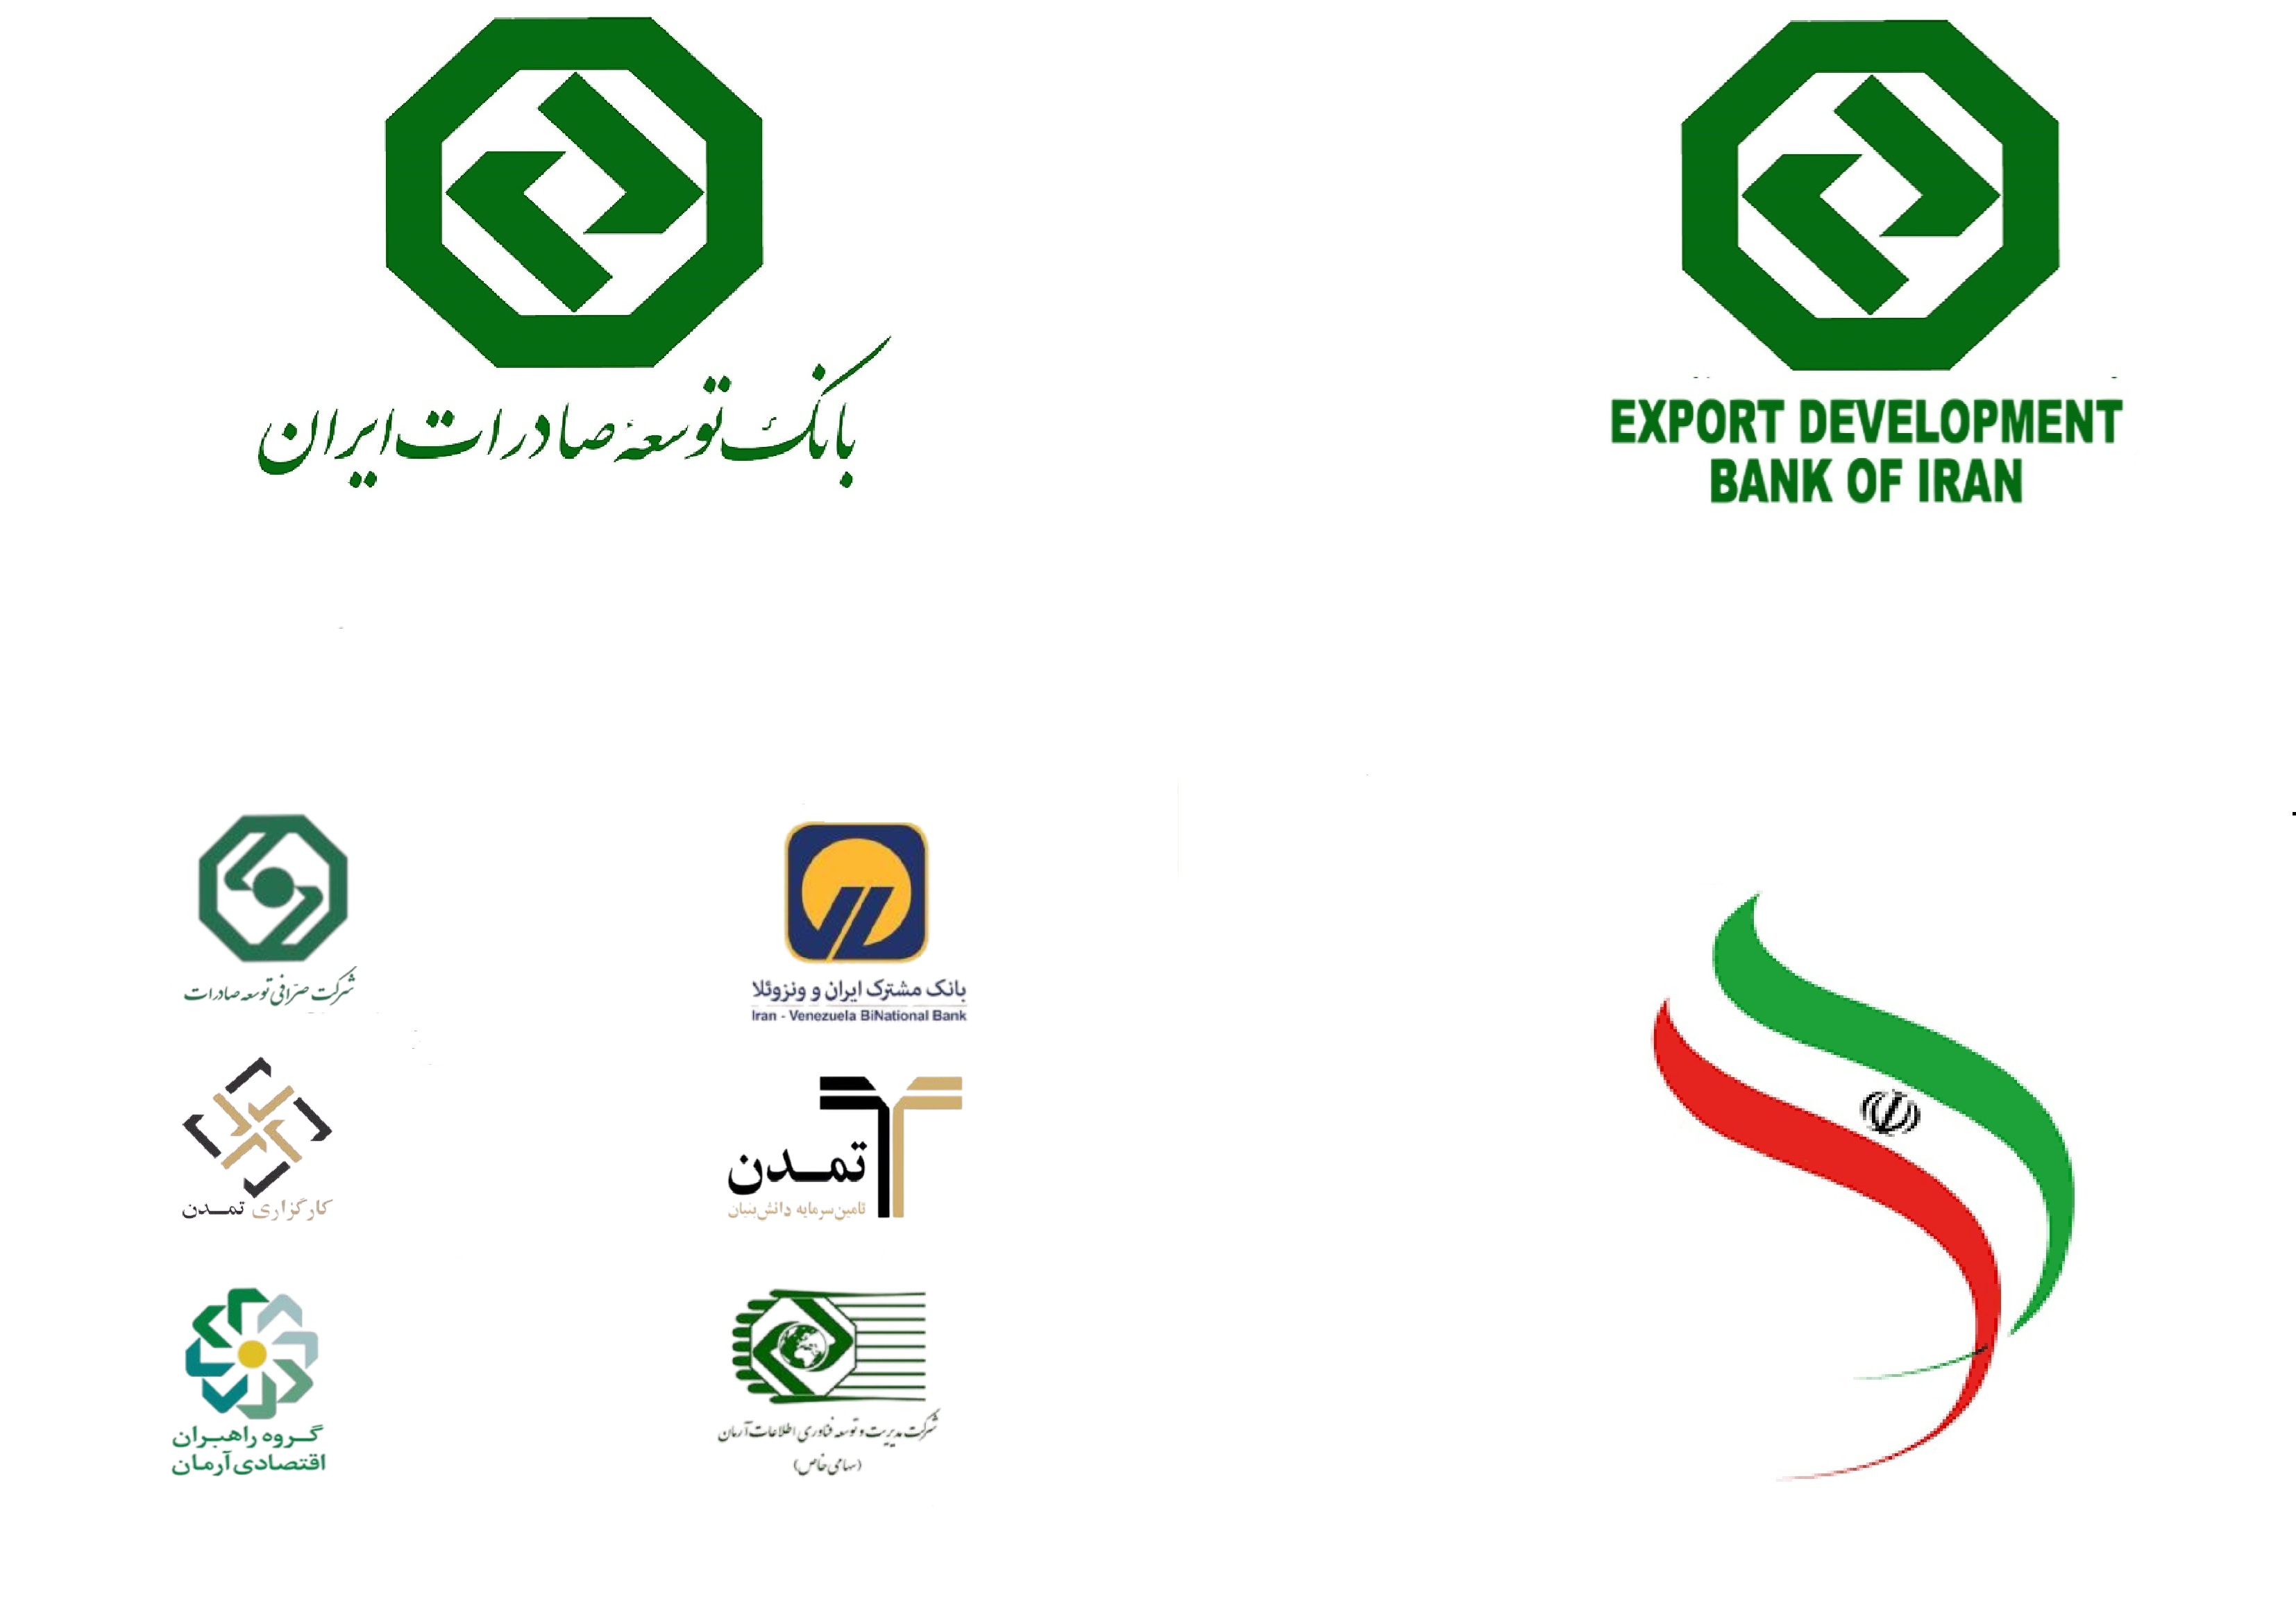 بانک توسعهٔ صادرات ایران
EXPORT DEVELOPMENT
BANK OF IRAN
شرکت صرّافی توسعه صادرات
بانک مشترک ایران و ونزوئلا
Iran - Venezuela BiNational Bank
کارگزاری تمدن
تمدن
تامین سرمایه دانش بنیان
گروه راهبران
اقتصادی آرمان
شرکت مدیریت و توسعه فناوری اطلاعات آرمان
(سهامی خاص)